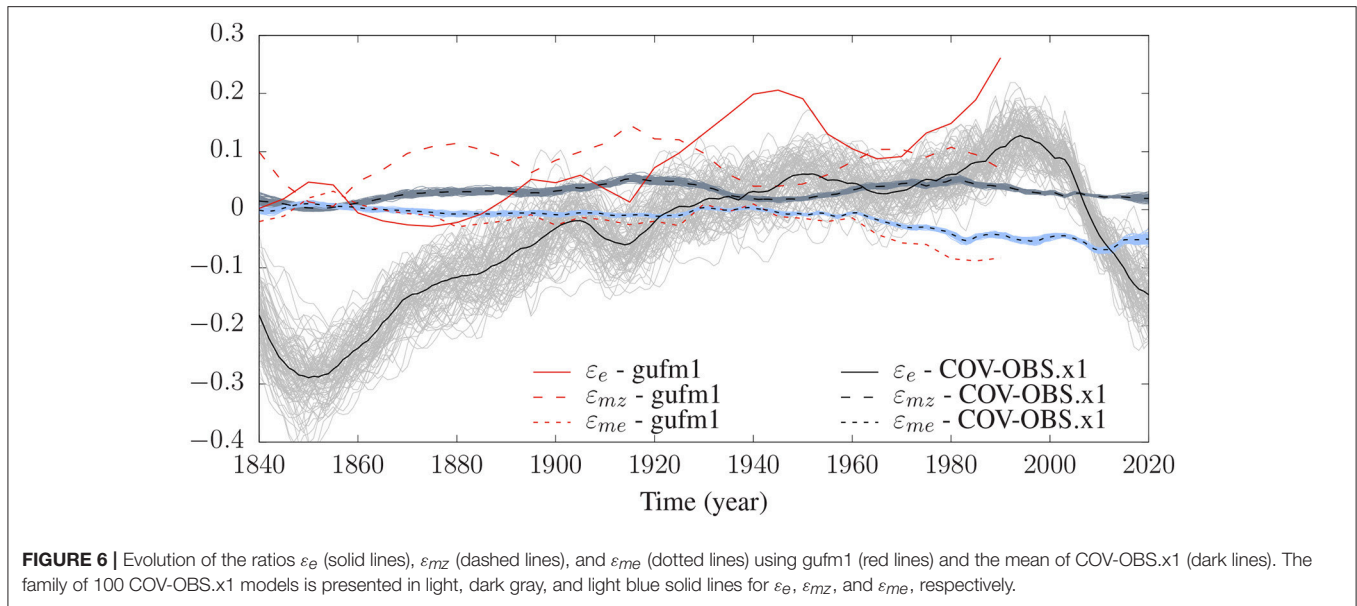 0.3
0.2
0.1
0
−0.1
−0.2
−0.3
−0.4
1840 1860 1880 1900 1920 1940 1960 1980 2000 2020
Time (year)
εe - gufm1
εmz - gufm1
εme - gufm1
εe - COV-OBS.x1
εmz - COV-OBS.x1
εme - COV-OBS.x1
FIGURE 6 | Evolution of the ratios εe (solid lines), εmz (dashed lines), and εme (dotted lines) using gufm1 (red lines) and the mean of COV-OBS.x1 (dark lines). The
family of 100 COV-OBS.x1 models is presented in light, dark gray, and light blue solid lines for εe, εmz, and εme, respectively.